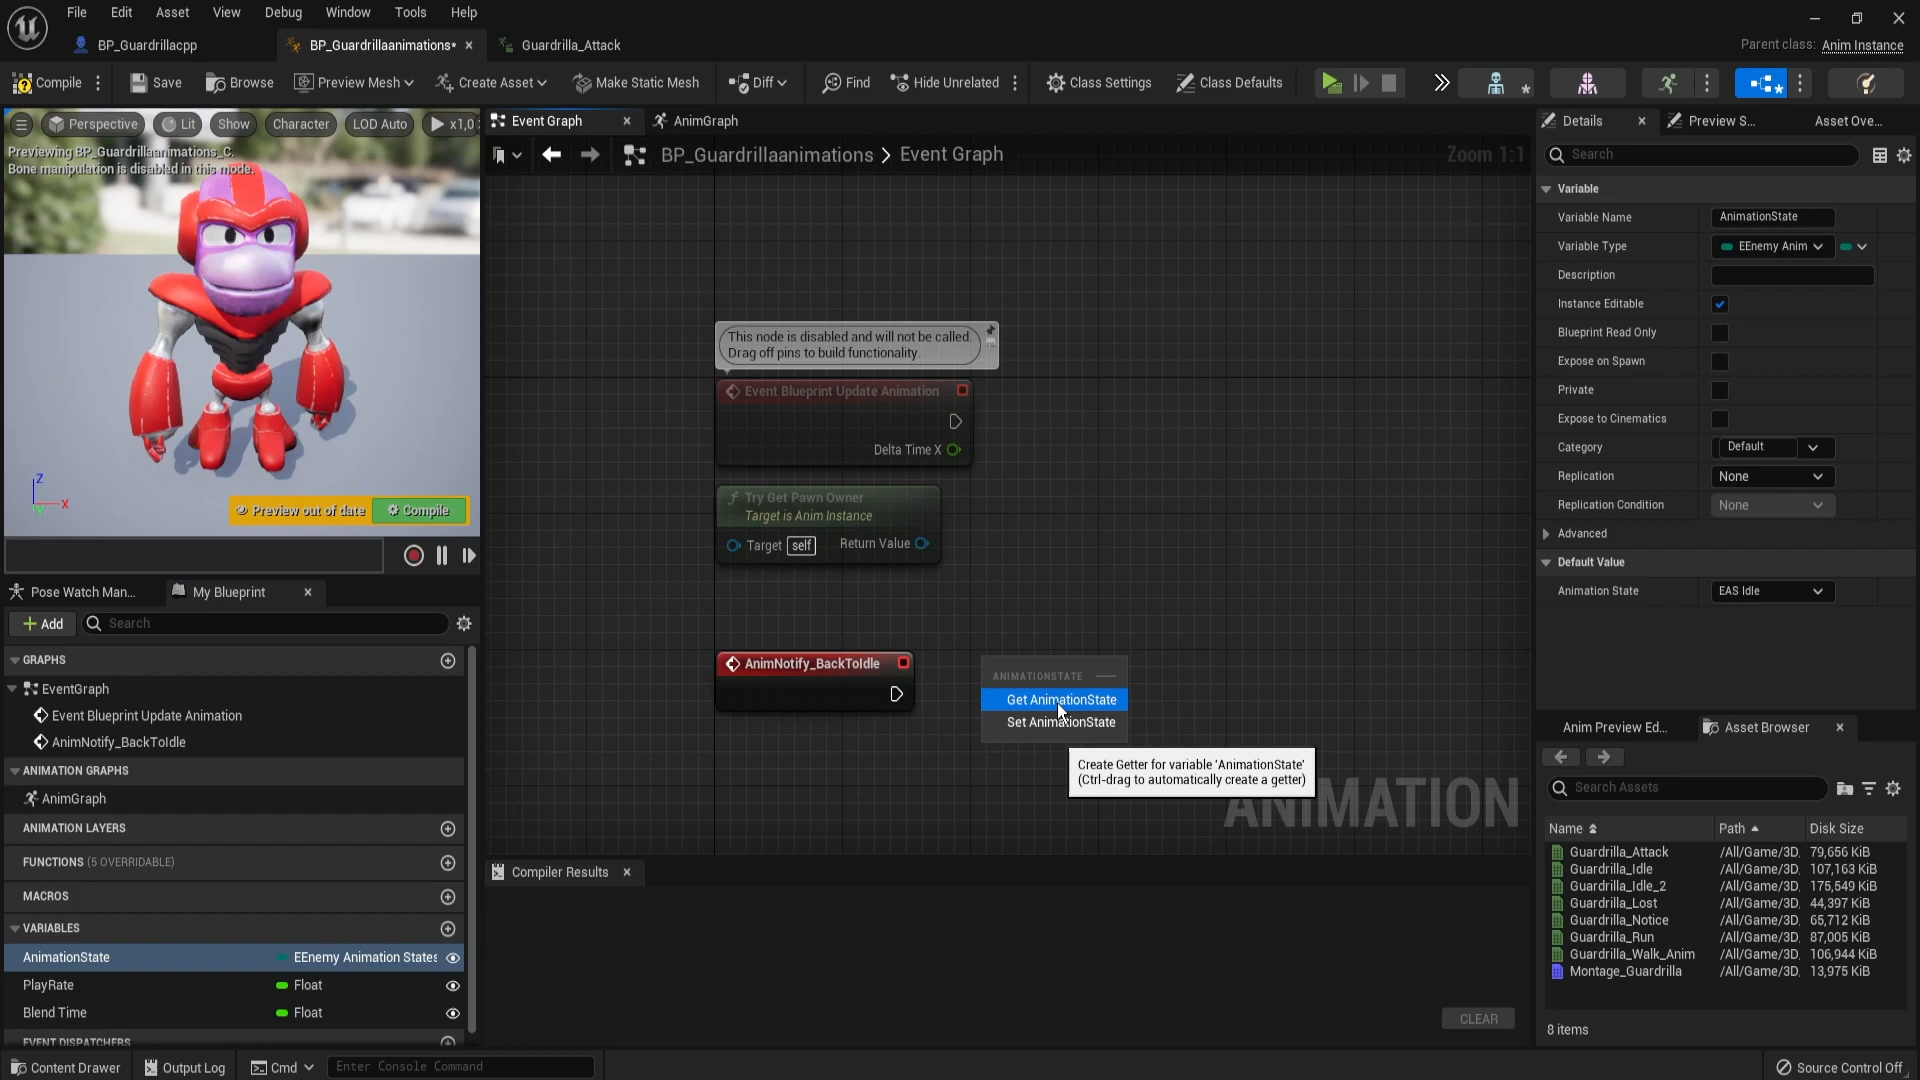 File Edit Asset View Debug Window Tools Help
BP_Guardrillacpp
BP_Guardrillaanimations*
Guardrilla_Attack
Parent class: Anim Instance
Compile
Save
Browse
Preview Mesh
Create Asset
Make Static Mesh
Diff
Find
Hide Unrelated
Class Settings
Class Defaults
Perspective
Lit
Show
Character
LOD Auto
x1,0
Previewing BP_Guardrillaanimations_C.
Bone manipulation is disabled in this mode.
Z
X
Y
Preview out of date
Compile
Event Graph
AnimGraph
BP_Guardrillaanimations > Event Graph
Zoom 1:1
This node is disabled and will not be called.
Drag off pins to build functionality.
Event Blueprint Update Animation
Delta Time X
Try Get Pawn Owner
Target is Anim Instance
Target self
Return Value
AnimNotify_BackToIdle
ANIMATIONSTATE
Get AnimationState
Set AnimationState
Create Getter for variable 'AnimationState'
(Ctrl-drag to automatically create a getter)
ANIMATION
Compiler Results
CLEAR
Pose Watch Man...
My Blueprint
Add
Search
GRAPHS
EventGraph
Event Blueprint Update Animation
AnimNotify_BackToIdle
ANIMATION GRAPHS
AnimGraph
ANIMATION LAYERS
FUNCTIONS (5 OVERRIDABLE)
MACROS
VARIABLES
AnimationState EEnemy Animation States
PlayRate Float
Blend Time Float
EVENT DISPATCHERS
Details
Preview S...
Asset Ove...
Search
Variable
Variable Name AnimationState
Variable Type EEnemy Anim
Description
Instance Editable
Blueprint Read Only
Expose on Spawn
Private
Expose to Cinematics
Category Default
Replication None
Replication Condition None
Advanced
Default Value
Animation State EAS Idle
Anim Preview Ed...
Asset Browser
Search Assets
Name Path Disk Size
Guardrilla_Attack /All/Game/3D, 79,656 KiB
Guardrilla_Idle /All/Game/3D, 107,163 KiB
Guardrilla_Idle_2 /All/Game/3D, 175,549 KiB
Guardrilla_Lost /All/Game/3D, 44,397 KiB
Guardrilla_Notice /All/Game/3D, 65,712 KiB
Guardrilla_Run /All/Game/3D, 87,005 KiB
Guardrilla_Walk_Anim /All/Game/3D, 106,944 KiB
Montage_Guardrilla /All/Game/3D, 13,975 KiB
8 items
Content Drawer
Output Log
Cmd
Enter Console Command
Source Control Off